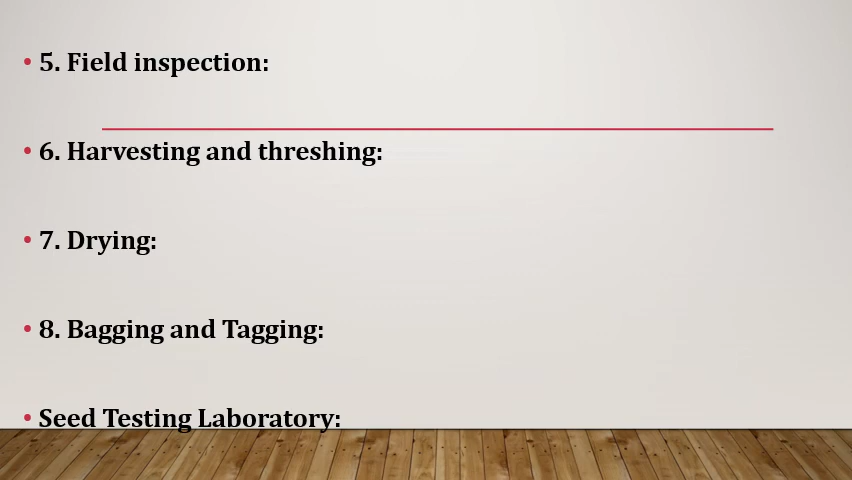 • 5. Field inspection:
• 6. Harvesting and threshing:
• 7. Drying:
• 8. Bagging and Tagging:
• Seed Testing Laboratory: